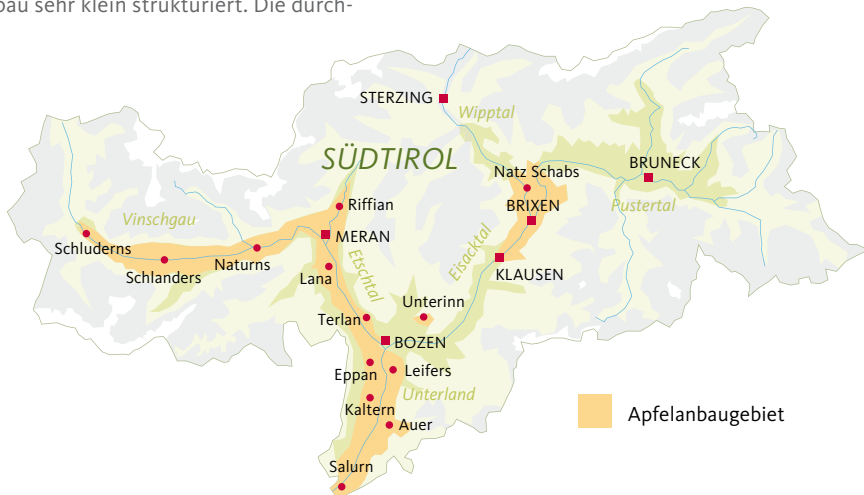 bau sehr klein strukturiert. Die durch-
STERZING
Wipptal
SÜDTIROL
BRUNECK
Natz Schabs
Riffian
BRIXEN
Pustertal
Vinschgau
MERAN
Schluderns
Naturns
Etschtal
Eisacktal
Schlanders
Lana
KLAUSEN
Unterinn
Terlan
BOZEN
Eppan
Leifers
Unterland
Kaltern
Apfelanbaugebiet
Auer
Salurn